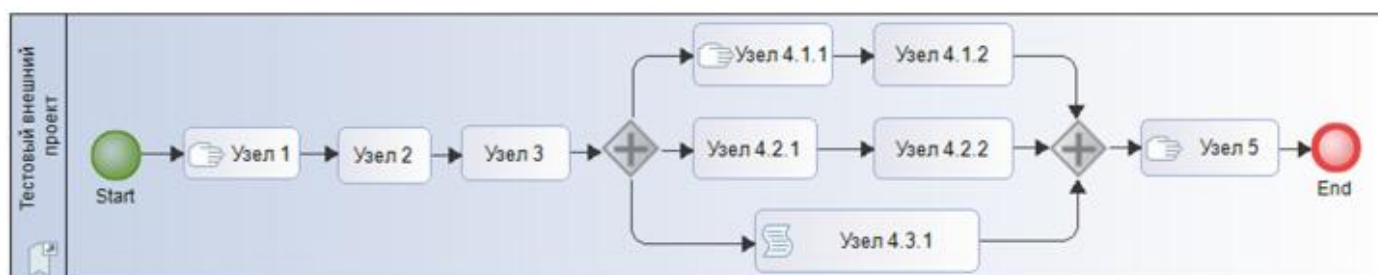 Тестовый внешний
проект
Start
Узел 1
Узел 2
Узел 3
Узел 4.1.1
Узел 4.1.2
Узел 4.2.1
Узел 4.2.2
Узел 4.3.1
Узел 5
End